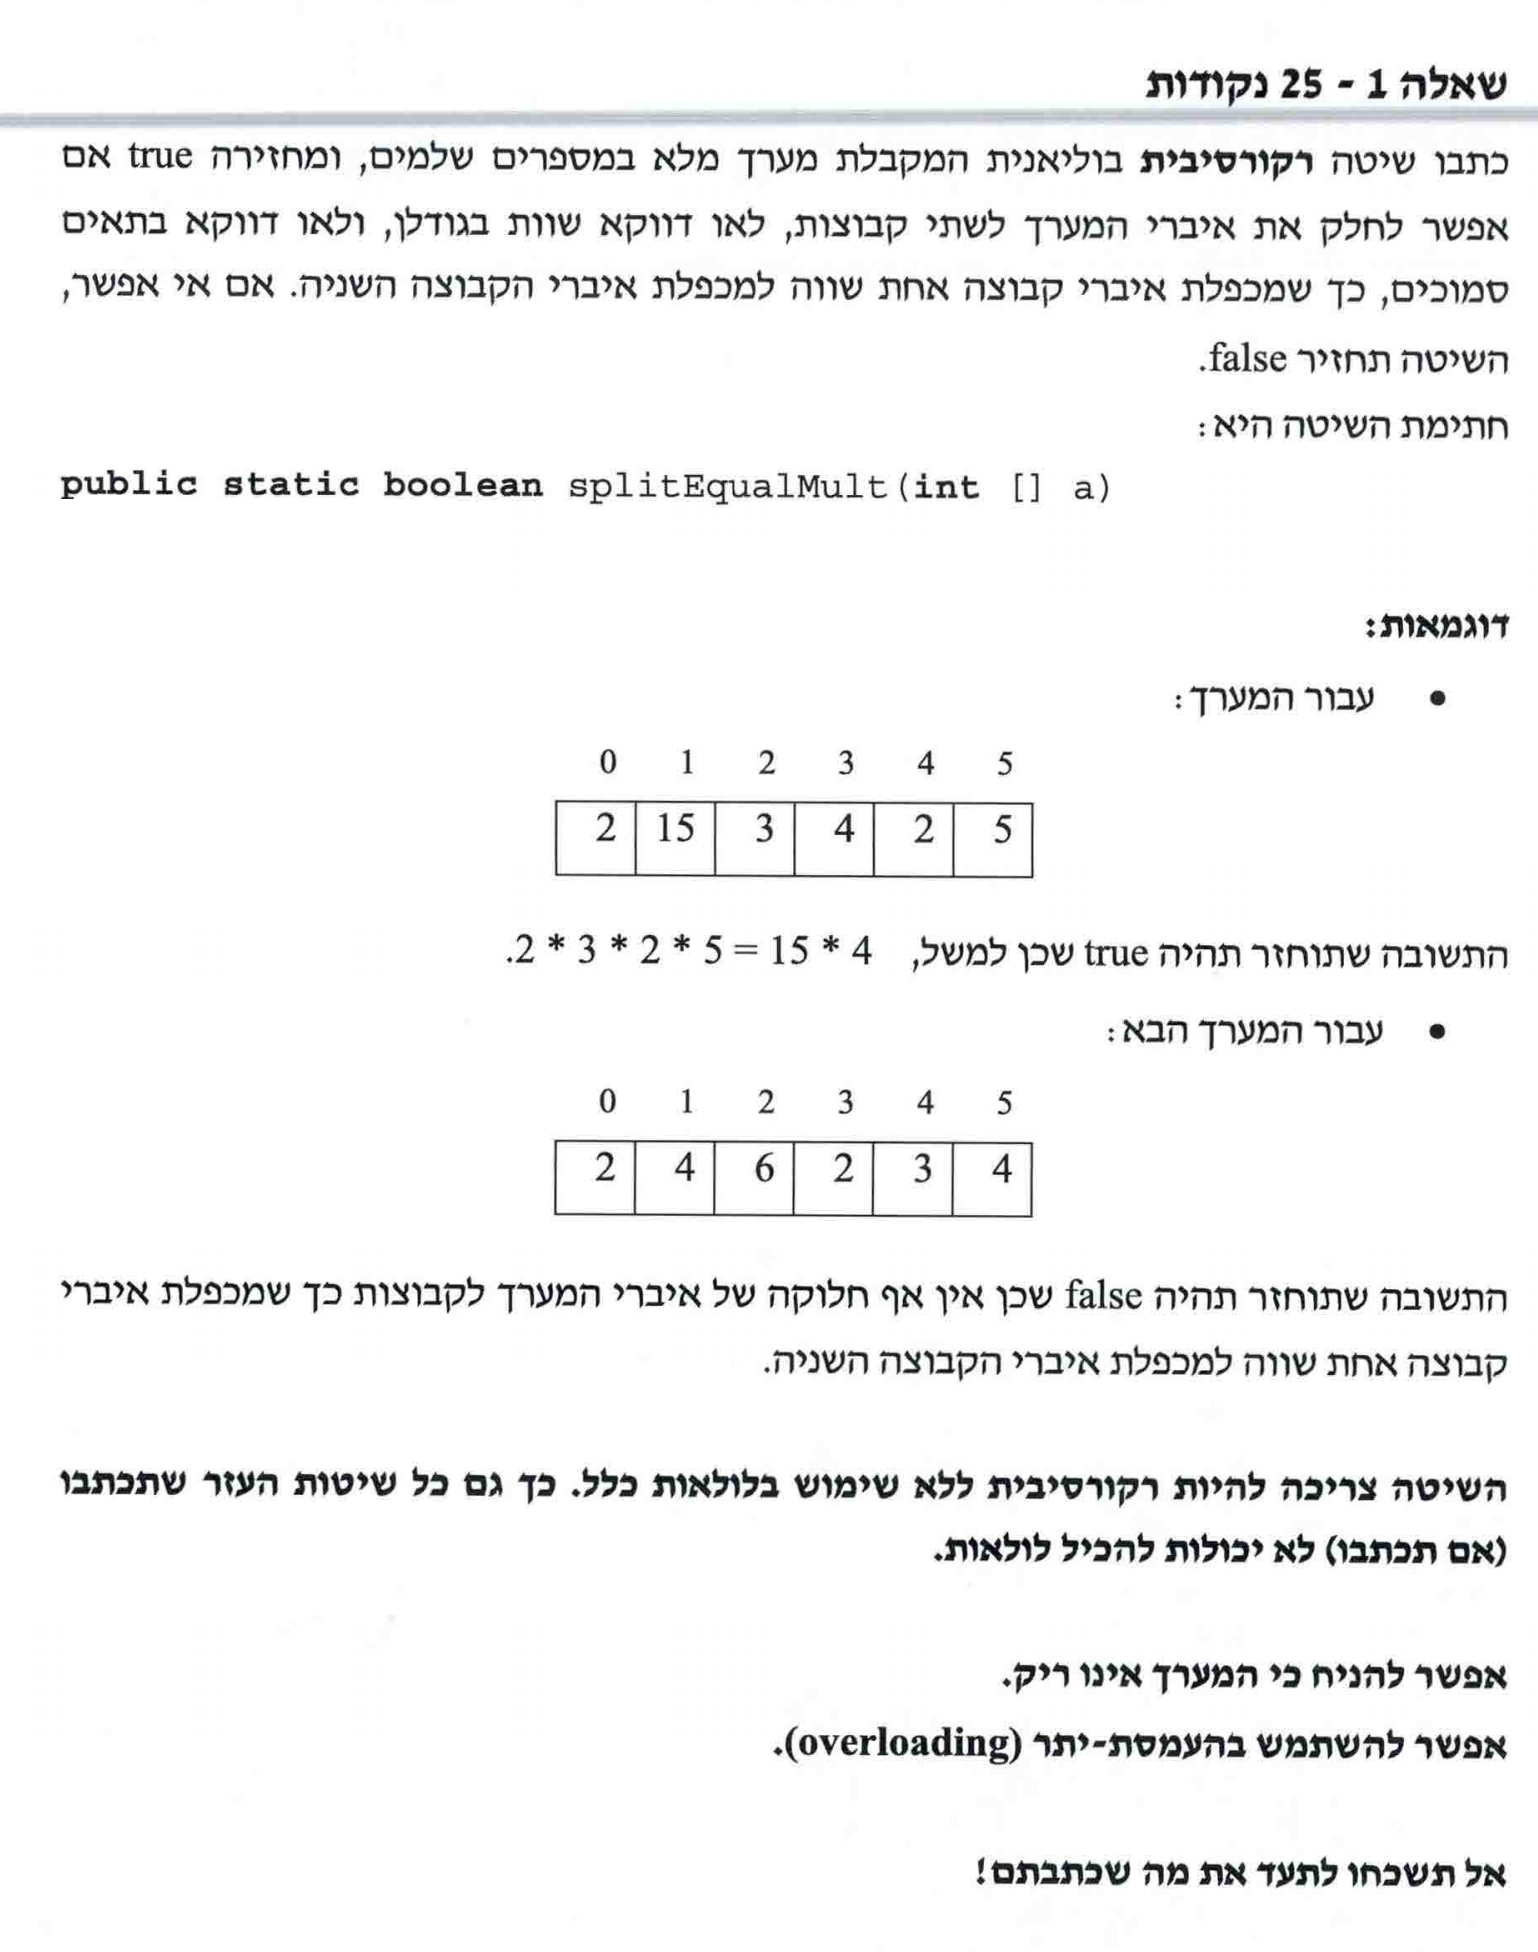 שאלה 1 - 25 נקודות
כתבו שיטה רקורסיבית בוליאנית המקבלת מערך מלא במספרים שלמים, ומחזירה true אם
אפשר לחלק את איברי המערך לשתי קבוצות, לאו דווקא שוות בגודלן, ולאו דווקא בתאים
סמוכים, כך שמכפלת איברי קבוצה אחת שווה למכפלת איברי הקבוצה השניה. אם אי אפשר,
השיטה תחזיר false.
חתימת השיטה היא:
public static boolean splitEqualMult(int [] a)
דוגמאות:
• עבור המערך:
0 1 2 3 4 5
2 15 3 4 2 5
התשובה שתוחזר תהיה true שכן למשל, 2 * 3 * 2 * 5 = 15 * 4.
• עבור המערך הבא:
0 1 2 3 4 5
2 4 6 2 3 4
התשובה שתוחזר תהיה false שכן אין אף חלוקה של איברי המערך לקבוצות כך שמכפלת איברי
קבוצה אחת שווה למכפלת איברי הקבוצה השניה.
השיטה צריכה להיות רקורסיבית ללא שימוש בלולאות כלל. כך גם כל שיטות העזר שתכתבו
(אם תכתבו) לא יכולות להכיל לולאות.
אפשר להניח כי המערך אינו ריק.
אפשר להשתמש בהעמסת-יתר (overloading).
אל תשכחו לתעד את מה שכתבתם!